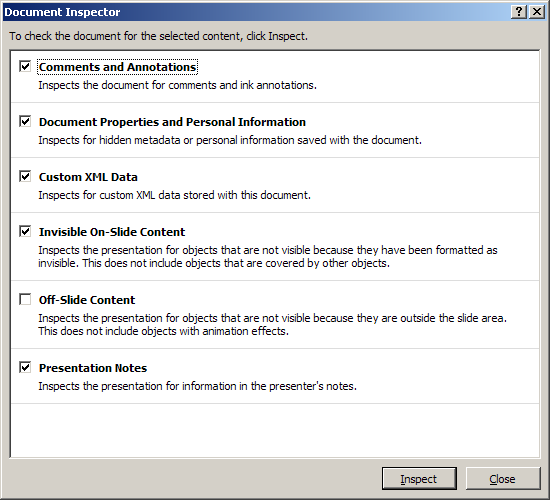 Document Inspector
To check the document for the selected content, click Inspect.
Comments and Annotations
Inspects the document for comments and ink annotations.
Document Properties and Personal Information
Inspects for hidden metadata or personal information saved with the document.
Custom XML Data
Inspects for custom XML data stored with this document.
Invisible On-Slide Content
Inspects the presentation for objects that are not visible because they have been formatted as
invisible. This does not include objects that are covered by other objects.
Off-Slide Content
Inspects the presentation for objects that are not visible because they are outside the slide area.
This does not include objects with animation effects.
Presentation Notes
Inspects the presentation for information in the presenter's notes.
Inspect Close